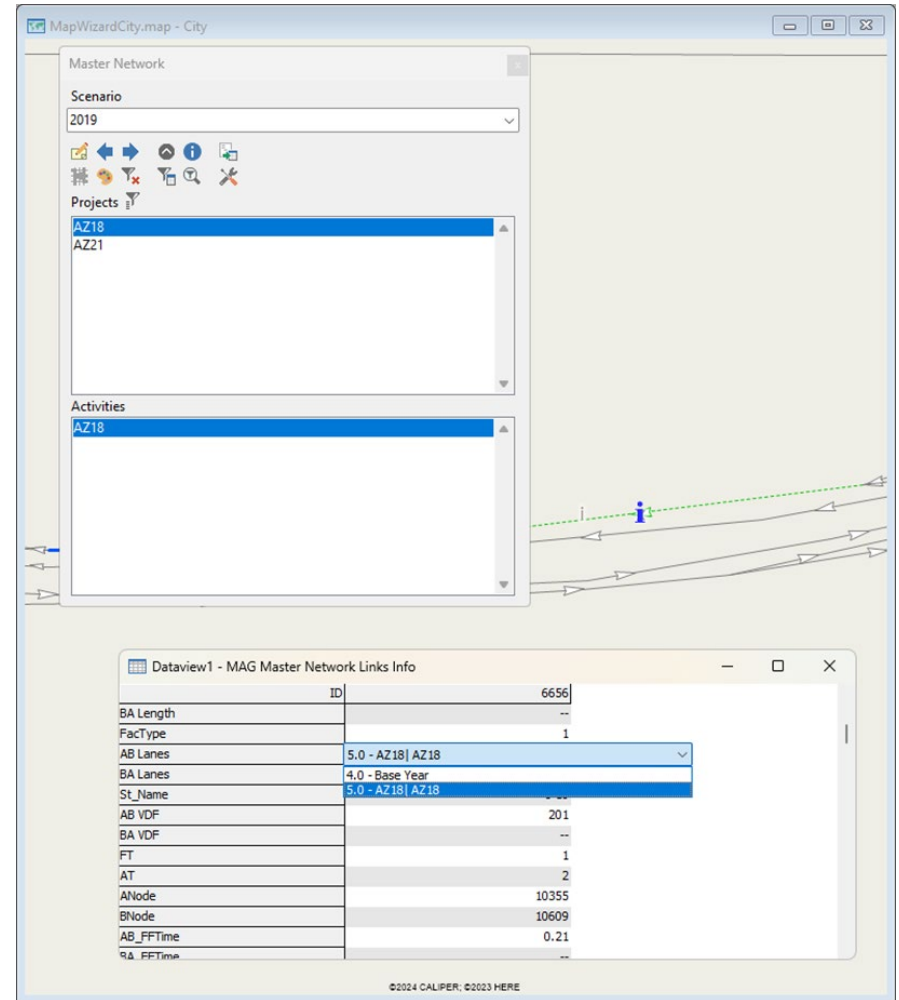 MapWizardCity.map - City
Master Network
Scenario
2019
Projects
AZ18
AZ21
Activities
AZ18
Dataview1 - MAG Master Network Links Info
ID 6656
BA Length --
FacType 1
AB Lanes 5.0 - AZ18| AZ18
BA Lanes 4.0 - Base Year
St_Name 5.0 - AZ18| AZ18
AB VDF 201
BA VDF --
FT 1
AT 2
ANode 10355
BNode 10609
AB_FFTime 0.21
BA_FFTime --
©2024 CALIPER; ©2023 HERE